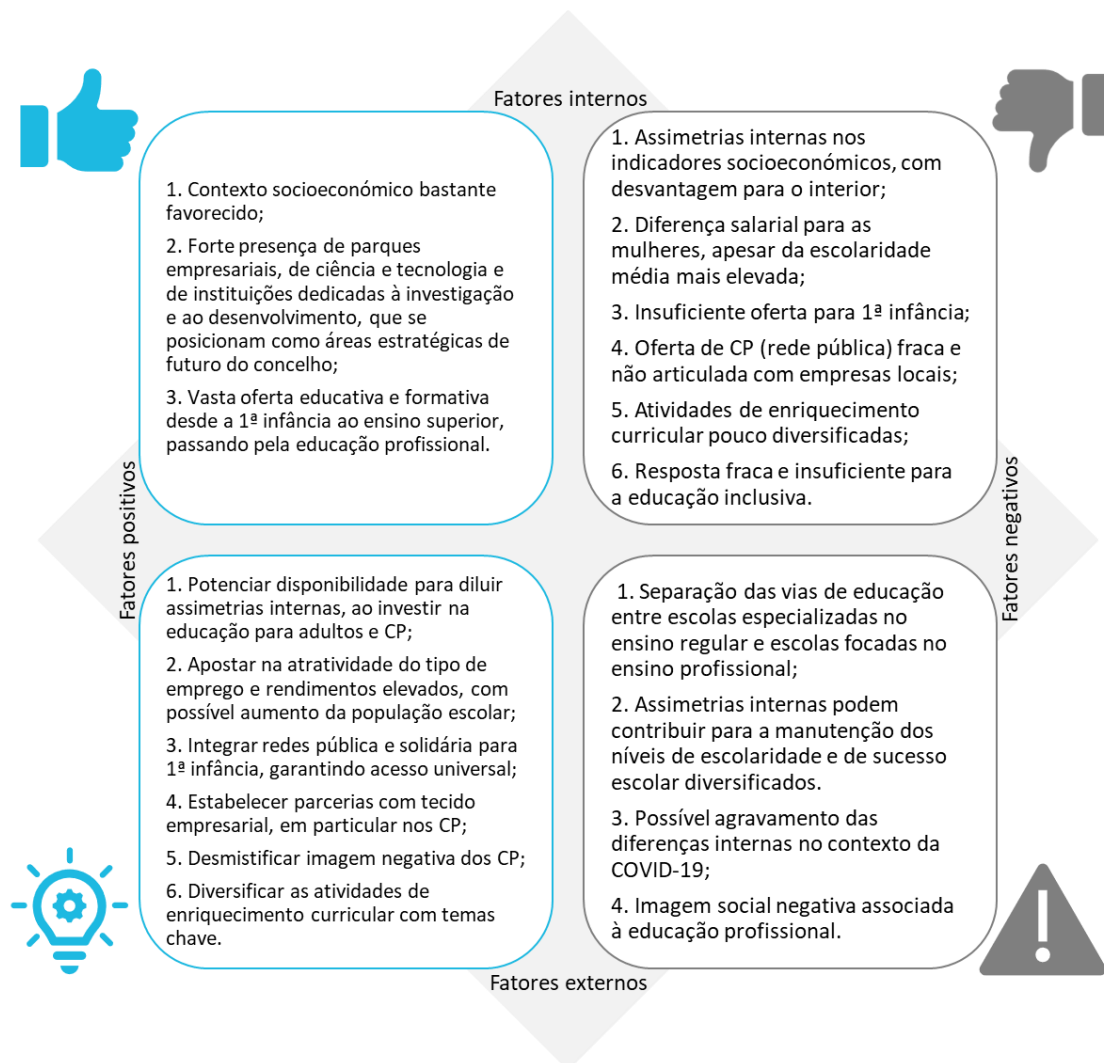 Fatores internos
1. Contexto socioeconómico bastante
favorecido;
2. Forte presença de parques
empresariais, de ciência e tecnologia e
de instituições dedicadas à investigação
e ao desenvolvimento, que se
posicionam como áreas estratégicas de
futuro do concelho;
3. Vasta oferta educativa e formativa
desde a 1ª infância ao ensino superior,
passando pela educação profissional.
1. Assimetrias internas nos
indicadores socioeconómicos, com
desvantagem para o interior;
2. Diferença salarial para as
mulheres, apesar da escolaridade
média mais elevada;
3. Insuficiente oferta para 1ª infância;
4. Oferta de CP (rede pública) fraca e
não articulada com empresas locais;
5. Atividades de enriquecimento
curricular pouco diversificadas;
6. Resposta fraca e insuficiente para
a educação inclusiva.
Fatores positivos
Fatores negativos
1. Potenciar disponibilidade para diluir
assimetrias internas, ao investir na
educação para adultos e CP;
2. Apostar na atratividade do tipo de
emprego e rendimentos elevados, com
possível aumento da população escolar;
3. Integrar redes pública e solidária para
1ª infância, garantindo acesso universal;
4. Estabelecer parcerias com tecido
empresarial, em particular nos CP;
5. Desmistificar imagem negativa dos CP;
6. Diversificar as atividades de
enriquecimento curricular com temas
chave.
1. Separação das vias de educação
entre escolas especializadas no
ensino regular e escolas focadas no
ensino profissional;
2. Assimetrias internas podem
contribuir para a manutenção dos
níveis de escolaridade e de sucesso
escolar diversificados.
3. Possível agravamento das
diferenças internas no contexto da
COVID-19;
4. Imagem social negativa associada
à educação profissional.
Fatores externos